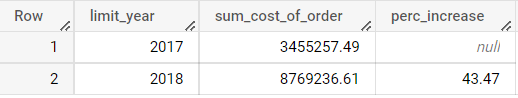 Row limit_year sum_cost_of_order perc_increase
1 2017 3455257.49 null
2 2018 8769236.61 43.47